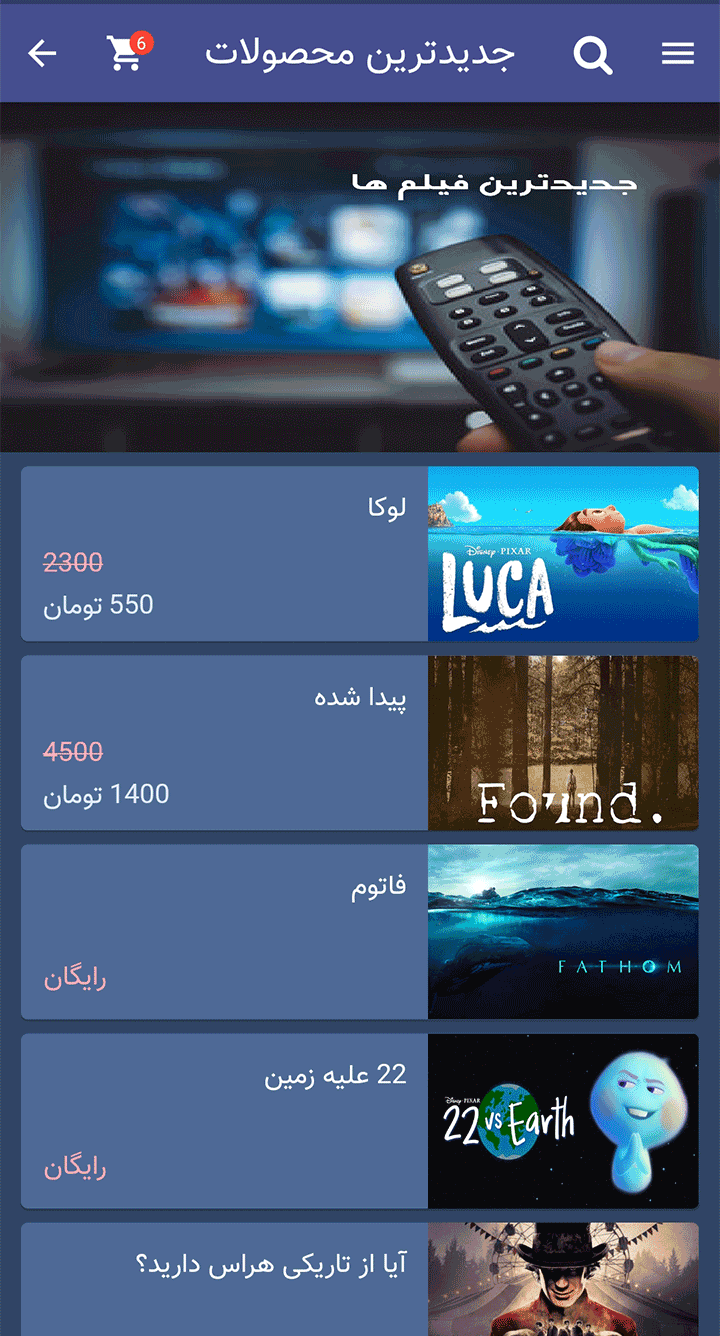 جدیدترین محصولات
6
جدیدترین فیلم ها
لوکا
2300
550 تومان
Disney·PIXAR
LUCA
پیدا شده
4500
1400 تومان
Found.
فاتوم
رایگان
FATHOM
22 علیه زمین
رایگان
Disney·PIXAR
22 vs Earth
آیا از تاریکی هراس دارید؟